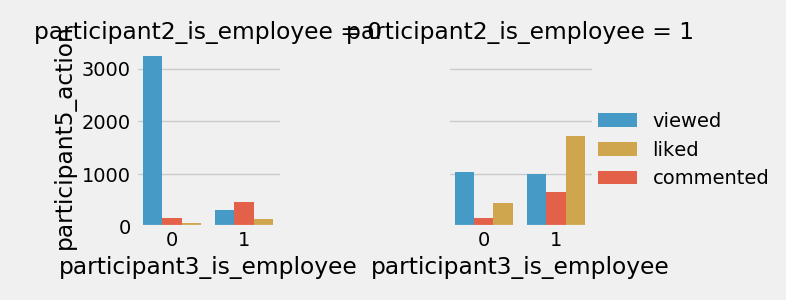 participant2_is_employee = 0
participant2_is_employee = 1
participant5_action
3000
2000
1000
0
0 1
0 1
participant3_is_employee
participant3_is_employee
viewed
liked
commented